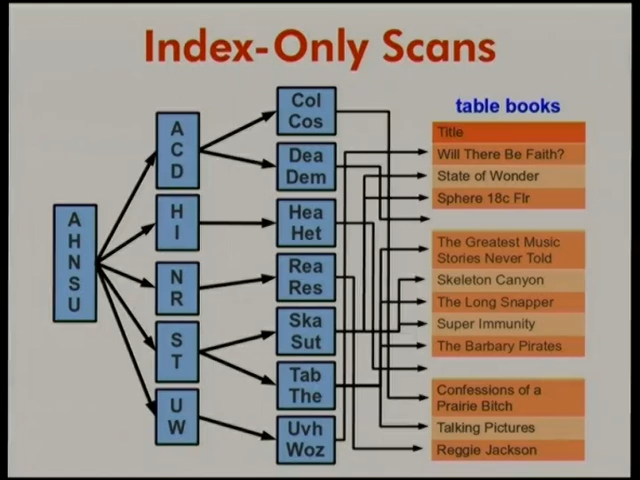 Index-Only Scans
A
H
N
S
U
A
C
D
H
I
N
R
S
T
U
W
Col
Cos
Dea
Dem
Hea
Het
Rea
Res
Ska
Sut
Tab
The
Uvh
Woz
table books
Title
Will There Be Faith?
State of Wonder
Sphere 18c Flr
The Greatest Music
Stories Never Told
Skeleton Canyon
The Long Snapper
Super Immunity
The Barbary Pirates
Confessions of a
Prairie Bitch
Talking Pictures
Reggie Jackson